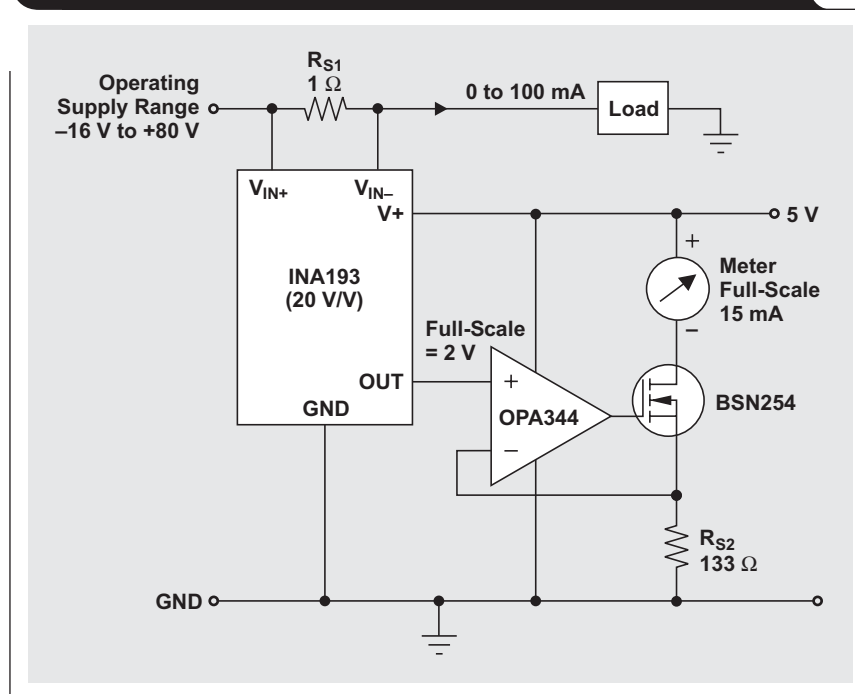 Operating
Supply Range
–16 V to +80 V
RS1
1 Ω
0 to 100 mA
Load
VIN+
VIN–
V+
5 V
INA193
(20 V/V)
+
Meter
Full-Scale
15 mA
–
Full-Scale
= 2 V
OUT
GND
+
OPA344
–
BSN254
RS2
133 Ω
GND